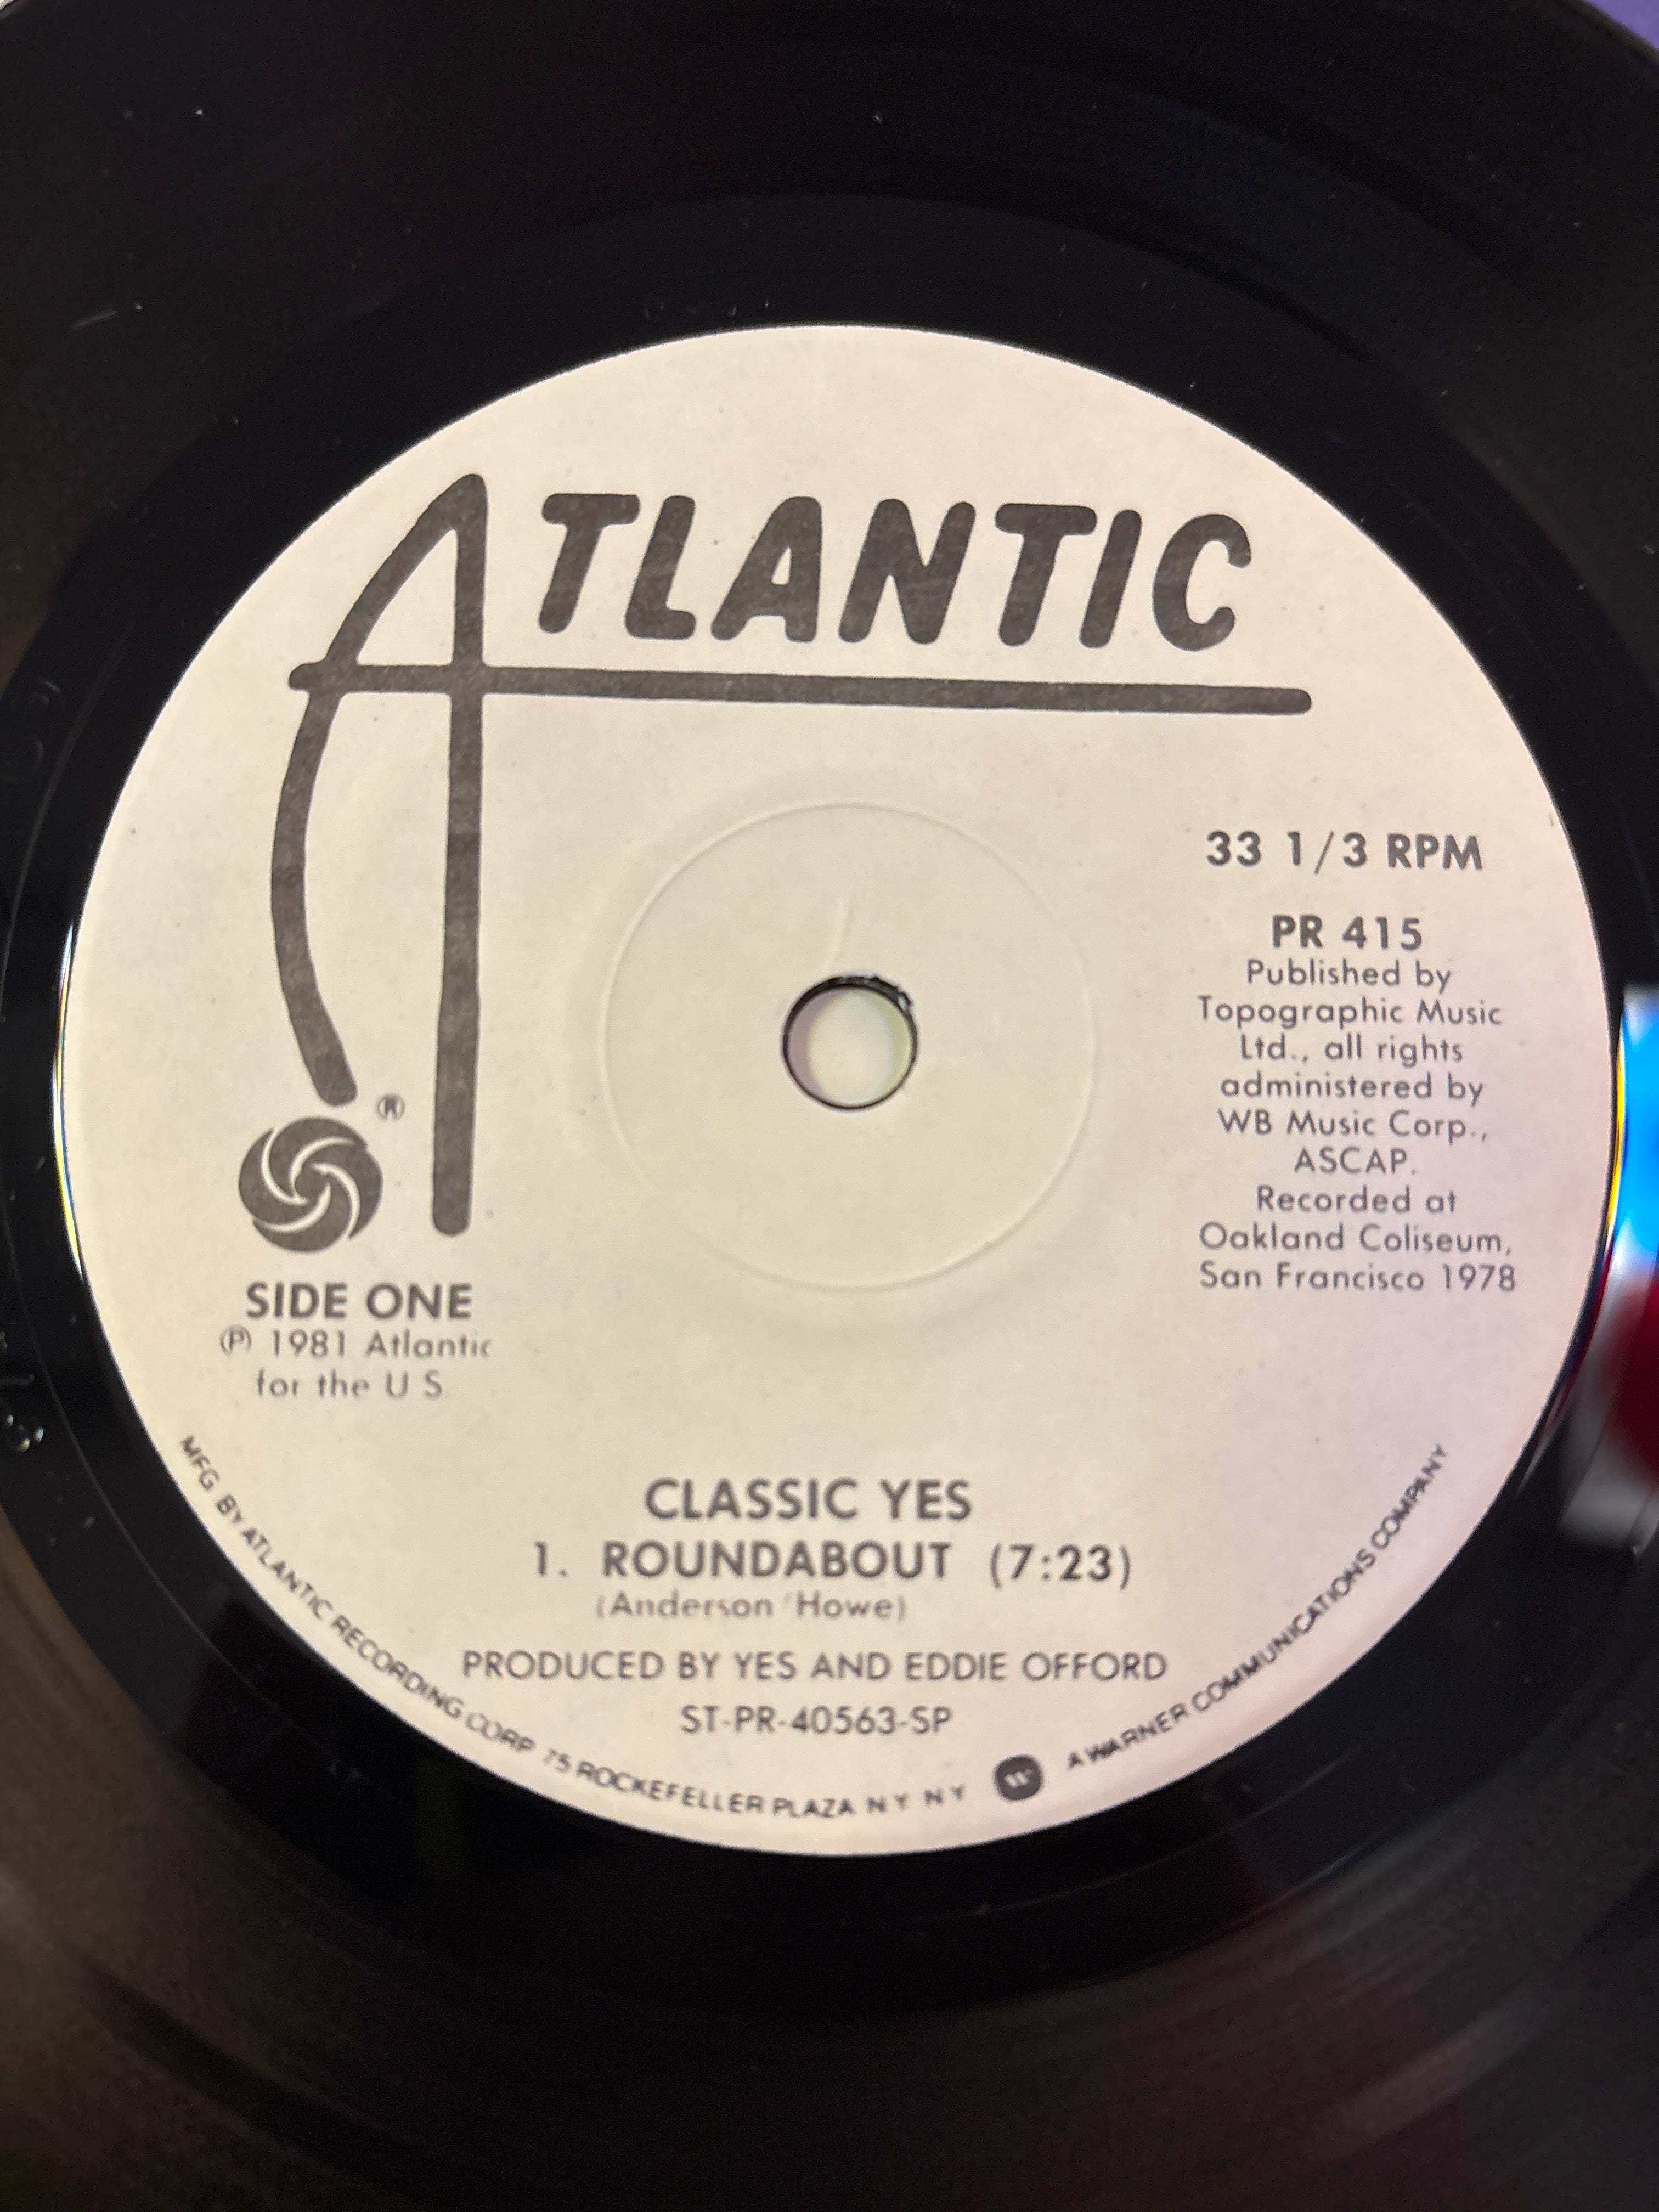 ATLANTIC
®
33 1/3 RPM
PR 415
Published by
Topographic Music
Ltd., all rights
administered by
WB Music Corp.,
ASCAP.
Recorded at
Oakland Coliseum,
San Francisco 1978
SIDE ONE
℗ 1981 Atlantic
for the U S.
CLASSIC YES
1. ROUNDABOUT (7:23)
(Anderson/Howe)
PRODUCED BY YES AND EDDIE OFFORD
ST-PR-40563-SP
MFG. BY ATLANTIC RECORDING CORP 75 ROCKEFELLER PLAZA N Y N Y W A WARNER COMMUNICATIONS COMPANY